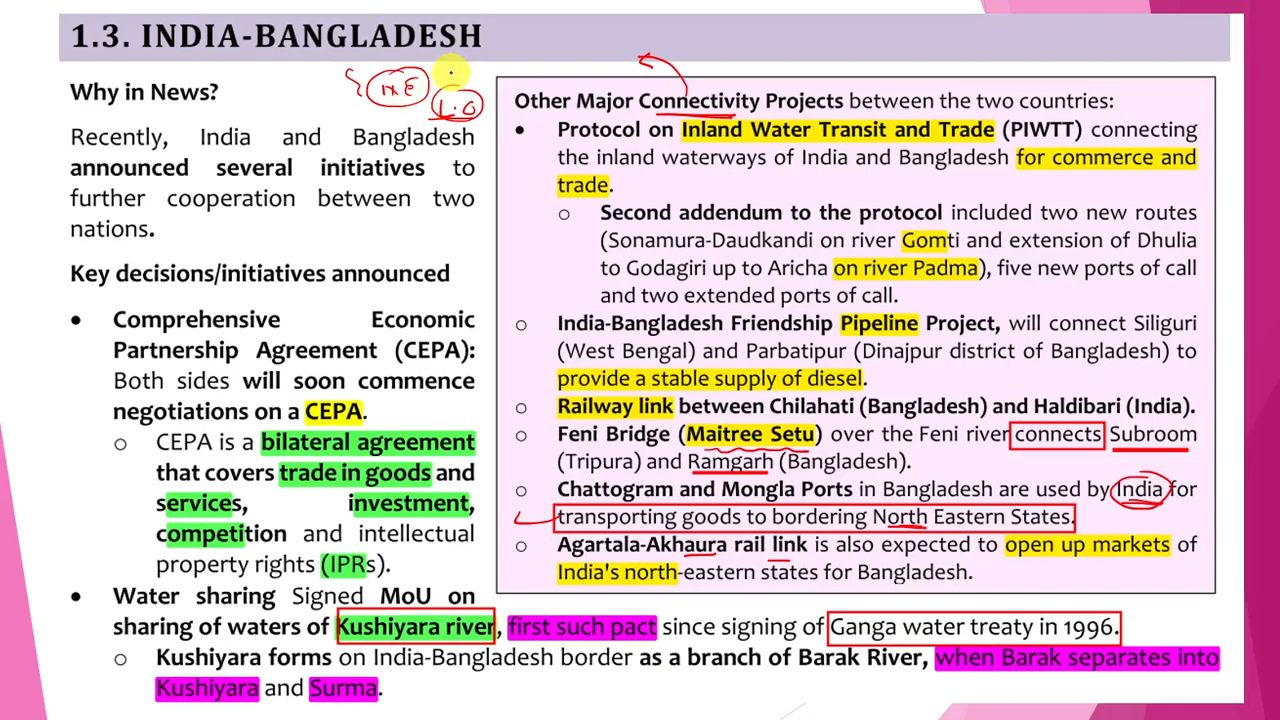 1.3. INDIA-BANGLADESH
Why in News?
Recently, India and Bangladesh
announced several initiatives to
further cooperation between two
nations.
Key decisions/initiatives announced
• Comprehensive Economic
Partnership Agreement (CEPA):
Both sides will soon commence
negotiations on a CEPA.
o CEPA is a bilateral agreement
that covers trade in goods and
services, investment,
competition and intellectual
property rights (IPRs).
• Water sharing Signed MoU on
sharing of waters of Kushiyara river, first such pact since signing of Ganga water treaty in 1996.
o Kushiyara forms on India-Bangladesh border as a branch of Barak River, when Barak separates into
Kushiyara and Surma.
N.E
L.O
Other Major Connectivity Projects between the two countries:
• Protocol on Inland Water Transit and Trade (PIWTT) connecting
the inland waterways of India and Bangladesh for commerce and
trade.
o Second addendum to the protocol included two new routes
(Sonamura-Daudkandi on river Gomti and extension of Dhulia
to Godagiri up to Aricha on river Padma), five new ports of call
and two extended ports of call.
o India-Bangladesh Friendship Pipeline Project, will connect Siliguri
(West Bengal) and Parbatipur (Dinajpur district of Bangladesh) to
provide a stable supply of diesel.
o Railway link between Chilahati (Bangladesh) and Haldibari (India).
o Feni Bridge (Maitree Setu) over the Feni river connects Subroom
(Tripura) and Ramgarh (Bangladesh).
o Chattogram and Mongla Ports in Bangladesh are used by India for
transporting goods to bordering North Eastern States.
o Agartala-Akhaura rail link is also expected to open up markets of
India's north-eastern states for Bangladesh.